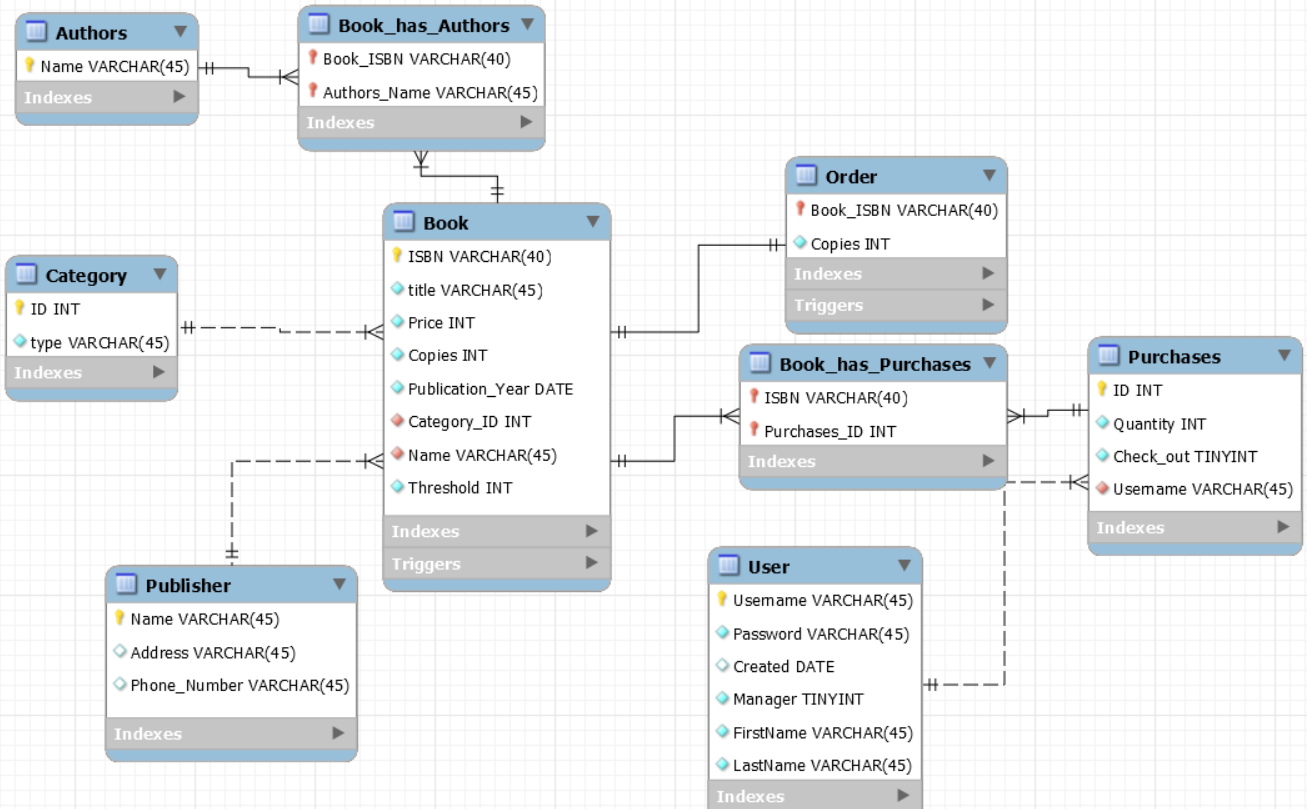 Authors
Name VARCHAR(45)
Indexes
Book_has_Authors
Book_ISBN VARCHAR(40)
Authors_Name VARCHAR(45)
Indexes
Order
Book_ISBN VARCHAR(40)
Copies INT
Indexes
Triggers
Book
ISBN VARCHAR(40)
title VARCHAR(45)
Price INT
Copies INT
Publication_Year DATE
Category_ID INT
Name VARCHAR(45)
Threshold INT
Indexes
Triggers
Category
ID INT
type VARCHAR(45)
Indexes
Book_has_Purchases
ISBN VARCHAR(40)
Purchases_ID INT
Indexes
Purchases
ID INT
Quantity INT
Check_out TINYINT
Username VARCHAR(45)
Indexes
Publisher
Name VARCHAR(45)
Address VARCHAR(45)
Phone_Number VARCHAR(45)
Indexes
User
Username VARCHAR(45)
Password VARCHAR(45)
Created DATE
Manager TINYINT
FirstName VARCHAR(45)
LastName VARCHAR(45)
Indexes